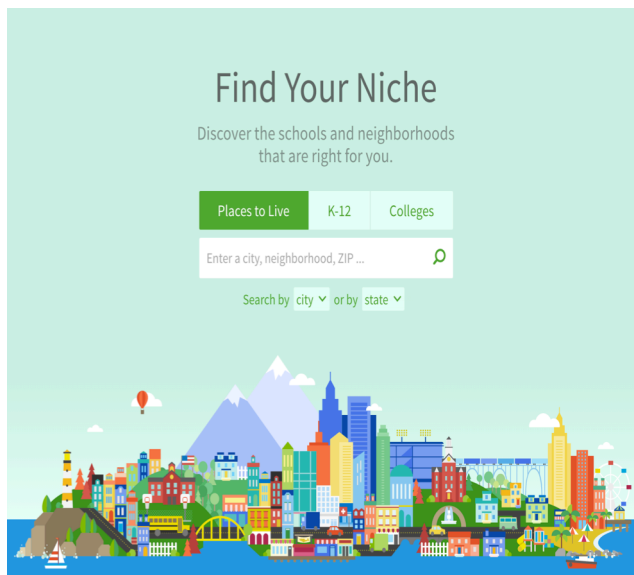 Find Your Niche
Discover the schools and neighborhoods
that are right for you.
Places to Live K-12 Colleges
Enter a city, neighborhood, ZIP ...
Search by city or by state